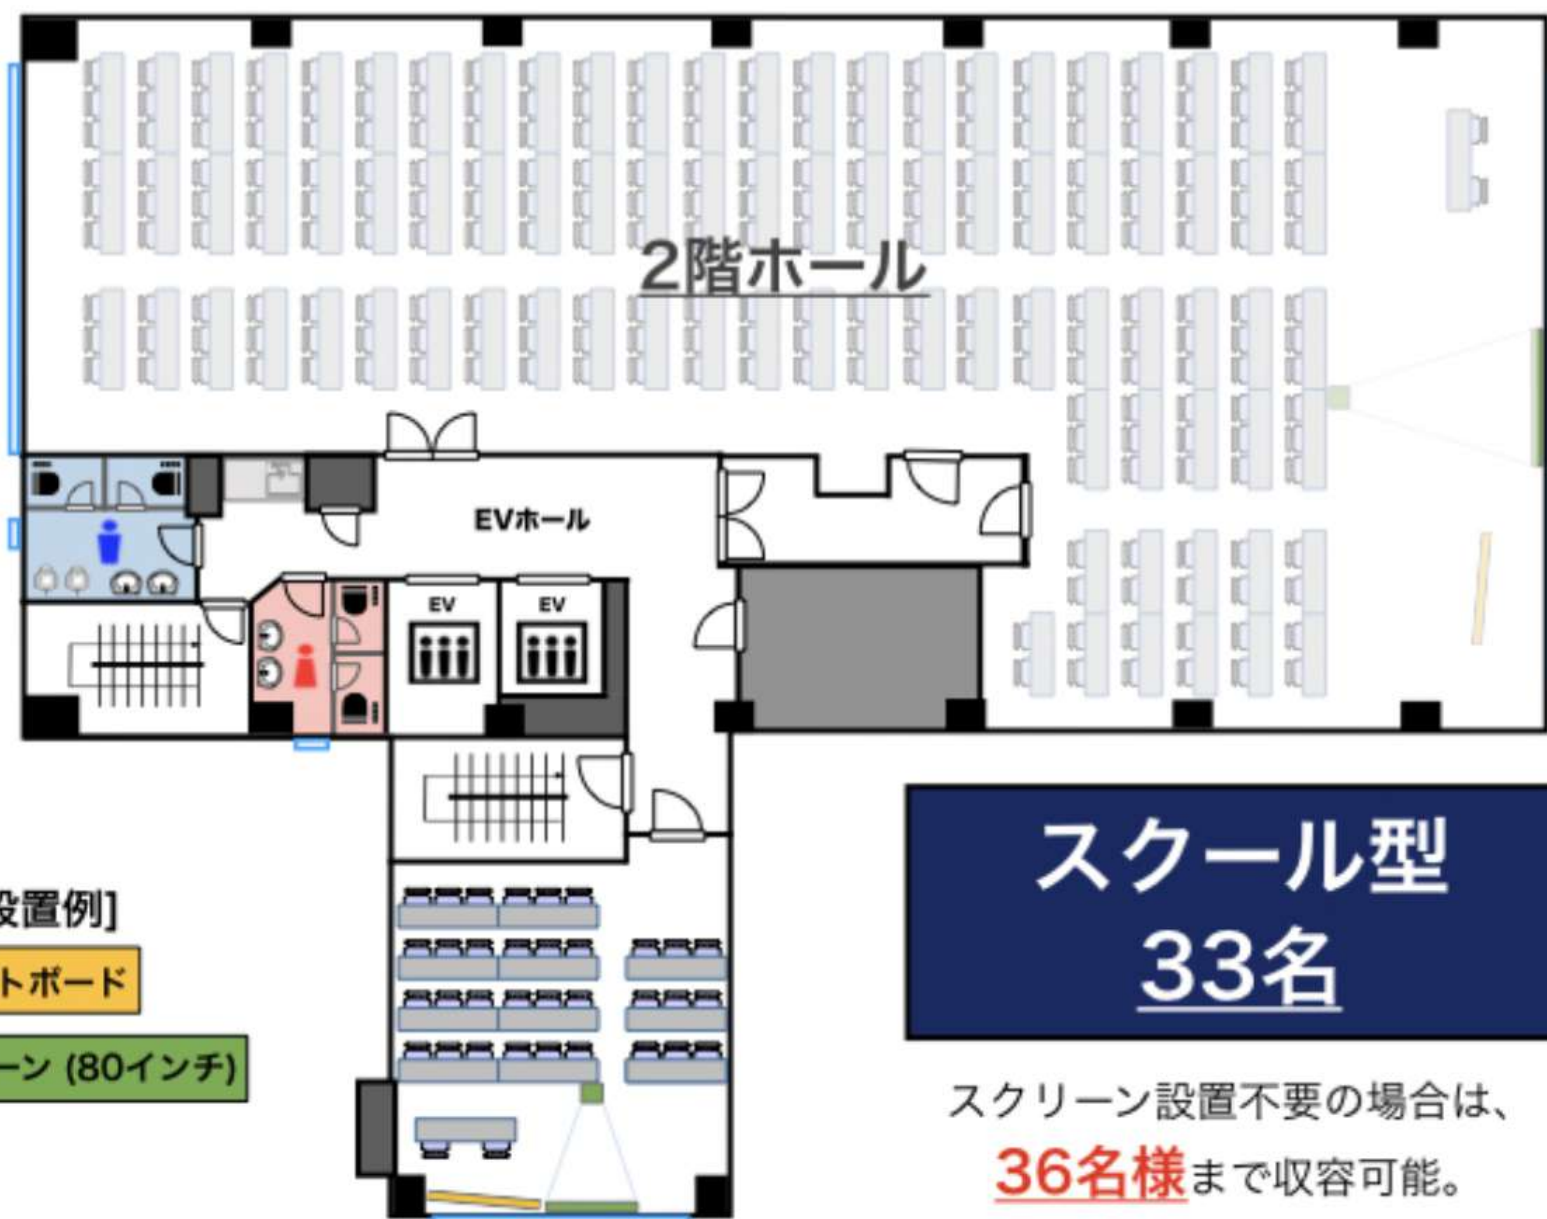 2階ホール
EVホール
EV
EV
設置例]
トボード
ーン (80インチ)
スクール型
33名
スクリーン設置不要の場合は、
36名様まで収容可能。